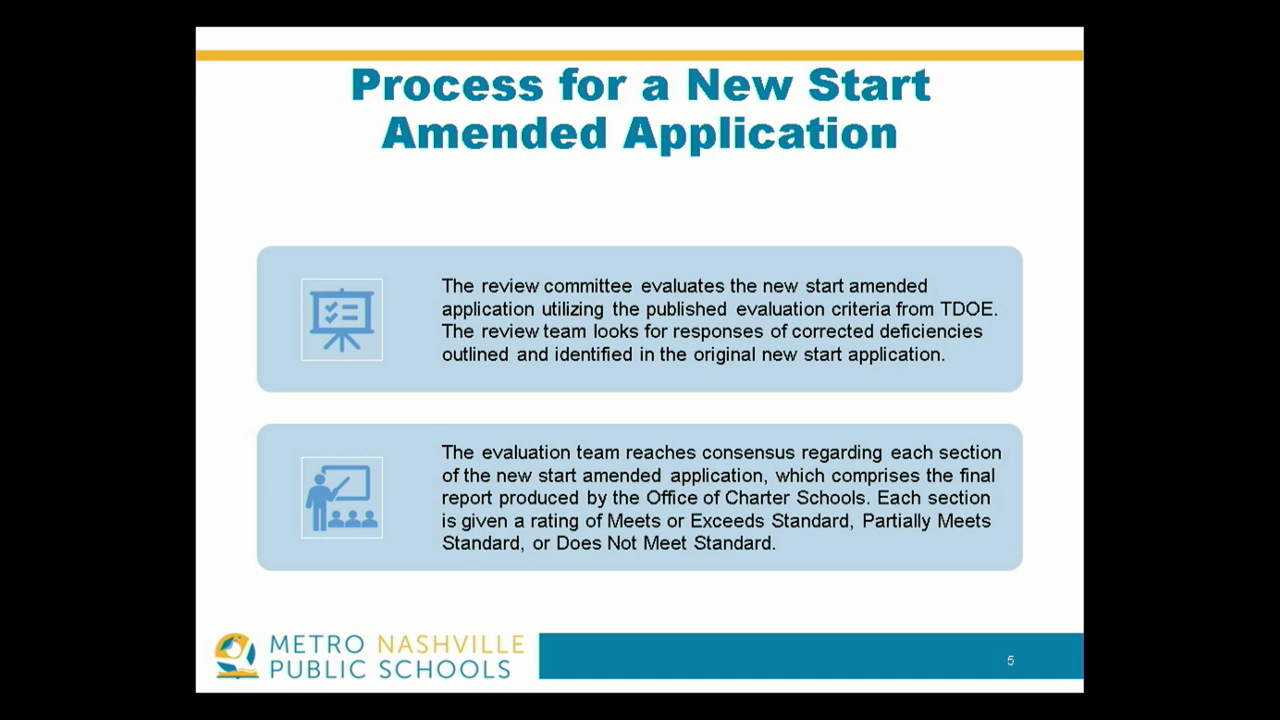 Process for a New Start
Amended Application
The review committee evaluates the new start amended
application utilizing the published evaluation criteria from TDOE.
The review team looks for responses of corrected deficiencies
outlined and identified in the original new start application.
The evaluation team reaches consensus regarding each section
of the new start amended application, which comprises the final
report produced by the Office of Charter Schools. Each section
is given a rating of Meets or Exceeds Standard, Partially Meets
Standard, or Does Not Meet Standard.
METRO NASHVILLE
PUBLIC SCHOOLS
5